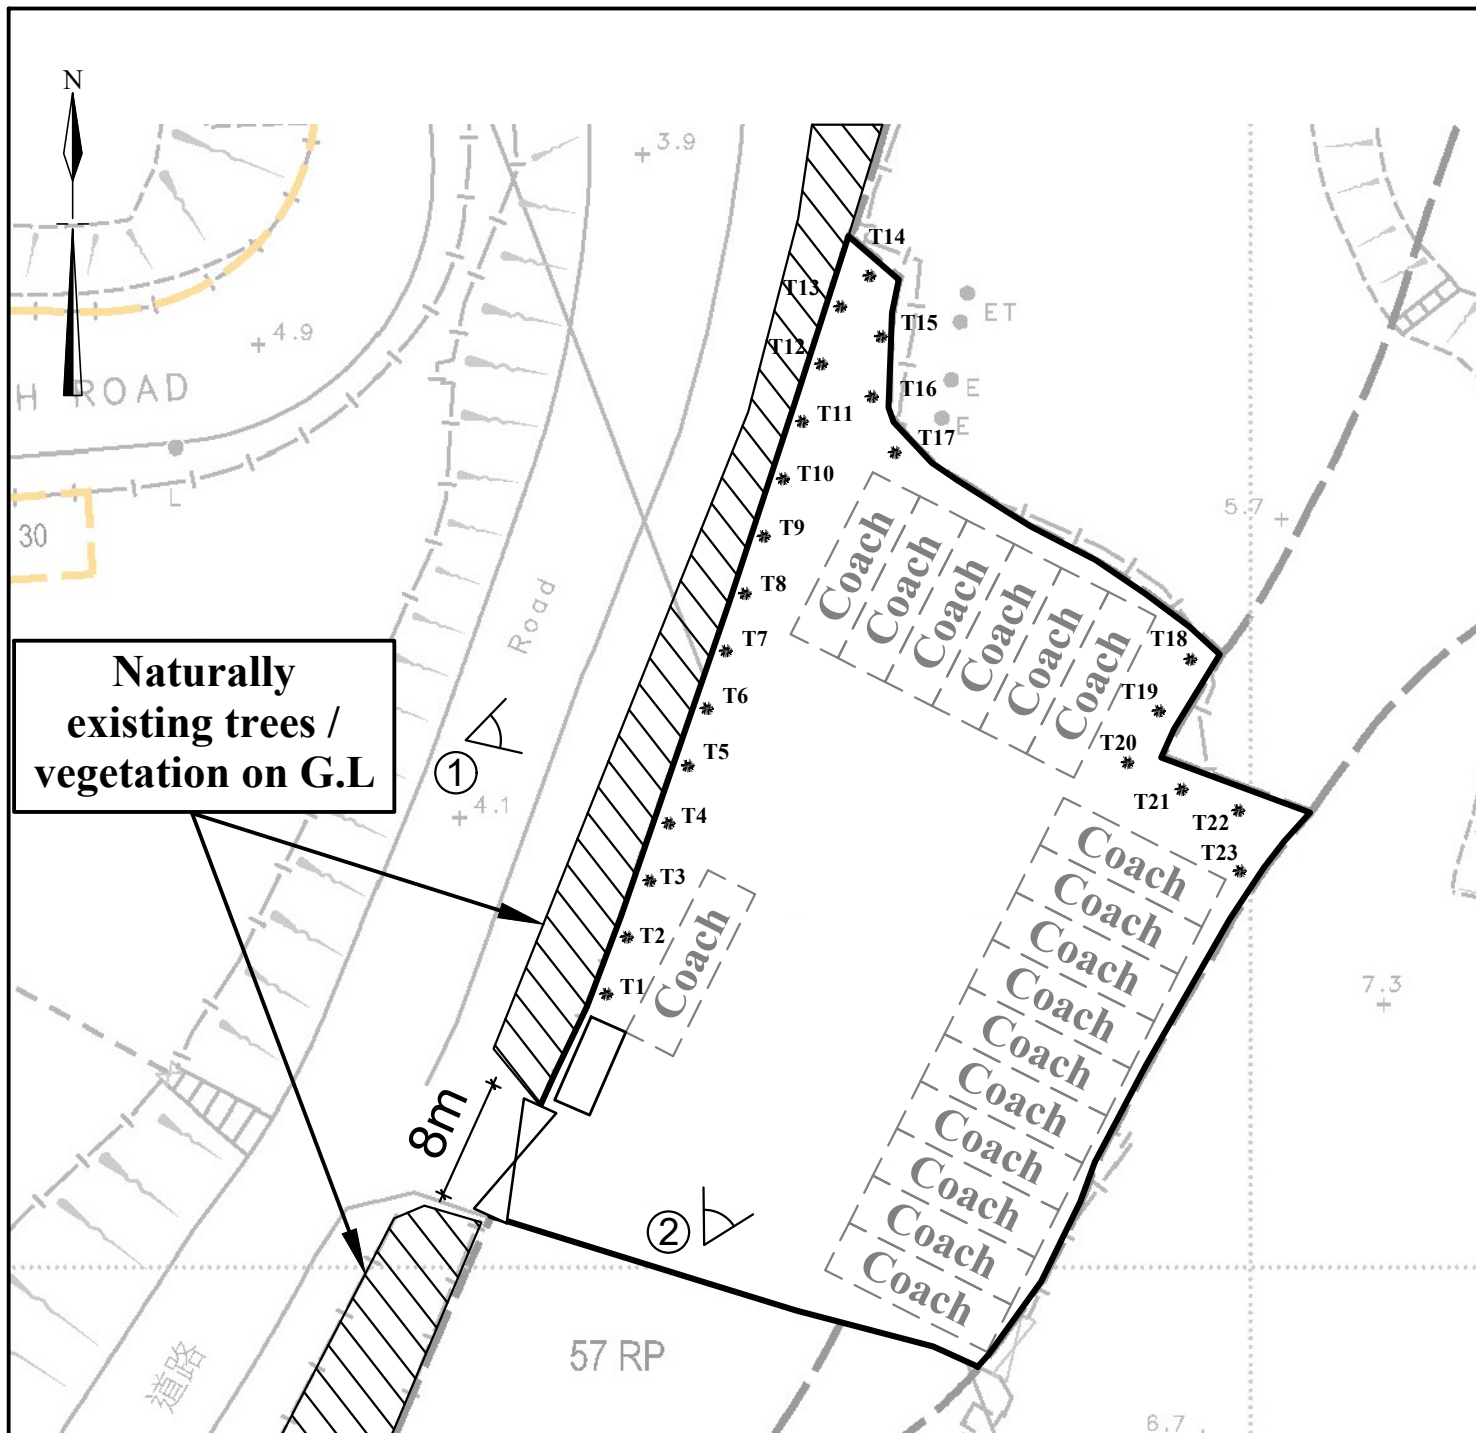 N
3.9
T14
T13
ET
T15
4.9
T12
E
H ROAD
T16
E
T11
T17
T10
L
5.7
30
T9
Coach
Coach
Coach
Coach
Coach
Coach
T8
Road
T7
T18
Naturally
existing trees /
vegetation on G.L
T6
T19
T5
T20
1
T21
T22
4.1
T4
T23
T3
Coach
T2
Coach
T1
7.3
Coach
Coach
Coach
Coach
Coach
Coach
Coach
Coach
Coach
8m
2
57 RP
道路
6.7